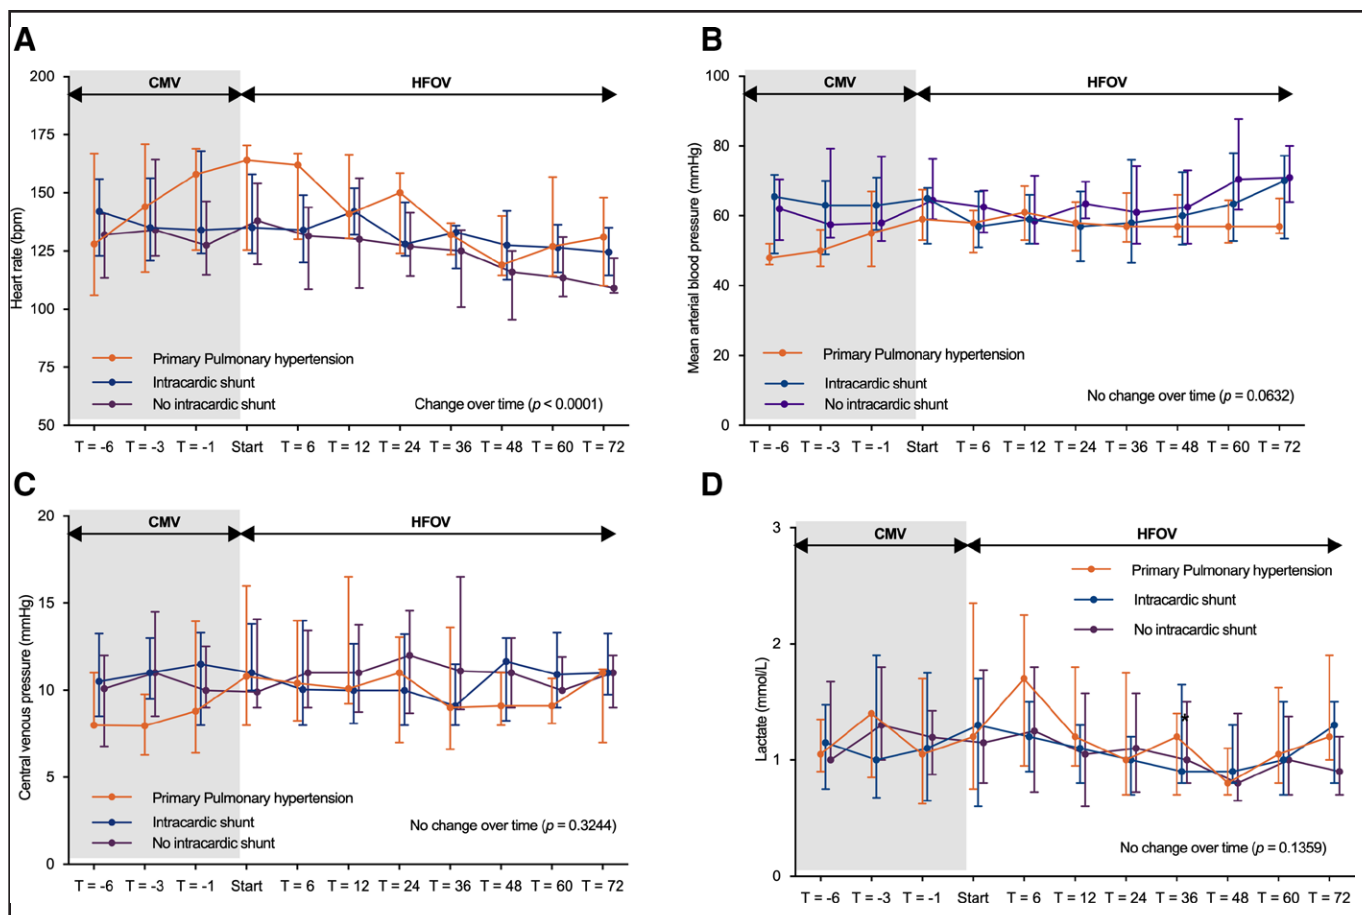 A
CMV
HFOV
Heart rate (bppm)
200
175
150
125
100
75
50
Primary Pulmonary hypertension
Intracardic shunt
No intracardic shunt
Change over time (p < 0.0001)
T = -6 T = -3 T = -1 Start T = 6 T = 12 T = 24 T = 36 T = 48 T = 60 T = 72
B
CMV
HFOV
Mean arterial blood pressure (mmHg)
100
80
60
40
20
0
Primary Pulmonary hypertension
Intracardic shunt
No intracardic shunt
No change over time (p = 0.0632)
T = -6 T = -3 T = -1 Start T = 6 T = 12 T = 24 T = 36 T = 48 T = 60 T = 72
C
CMV
HFOV
Central venous pressure (mmHg)
20
15
10
5
0
Primary Pulmonary hypertension
Intracardic shunt
No intracardic shunt
No change over time (p = 0.3244)
T = -6 T = -3 T = -1 Start T = 6 T = 12 T = 24 T = 36 T = 48 T = 60 T = 72
D
CMV
HFOV
Lactate (mmol/L)
3
2
1
0
Primary Pulmonary hypertension
Intracardic shunt
No intracardic shunt
*
No change over time (p = 0.1359)
T = -6 T = -3 T = -1 Start T = 6 T = 12 T = 24 T = 36 T = 48 T = 60 T = 72